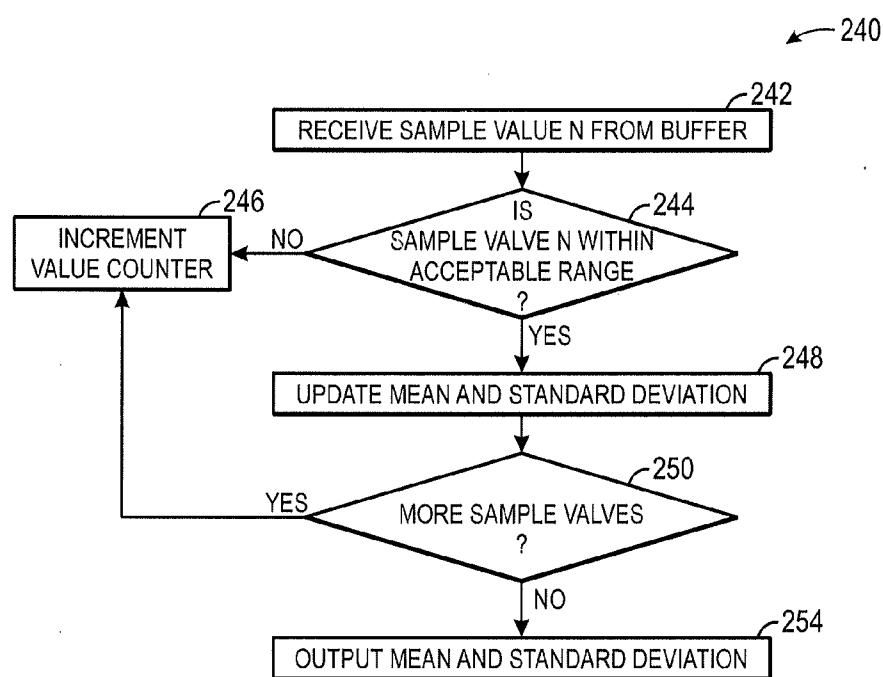 240
242
RECEIVE SAMPLE VALUE N FROM BUFFER
244
IS
SAMPLE VALVE N WITHIN
ACCEPTABLE RANGE
?
246
INCREMENT
VALUE COUNTER
NO
YES
248
UPDATE MEAN AND STANDARD DEVIATION
250
YES
MORE SAMPLE VALVES
?
NO
254
OUTPUT MEAN AND STANDARD DEVIATION